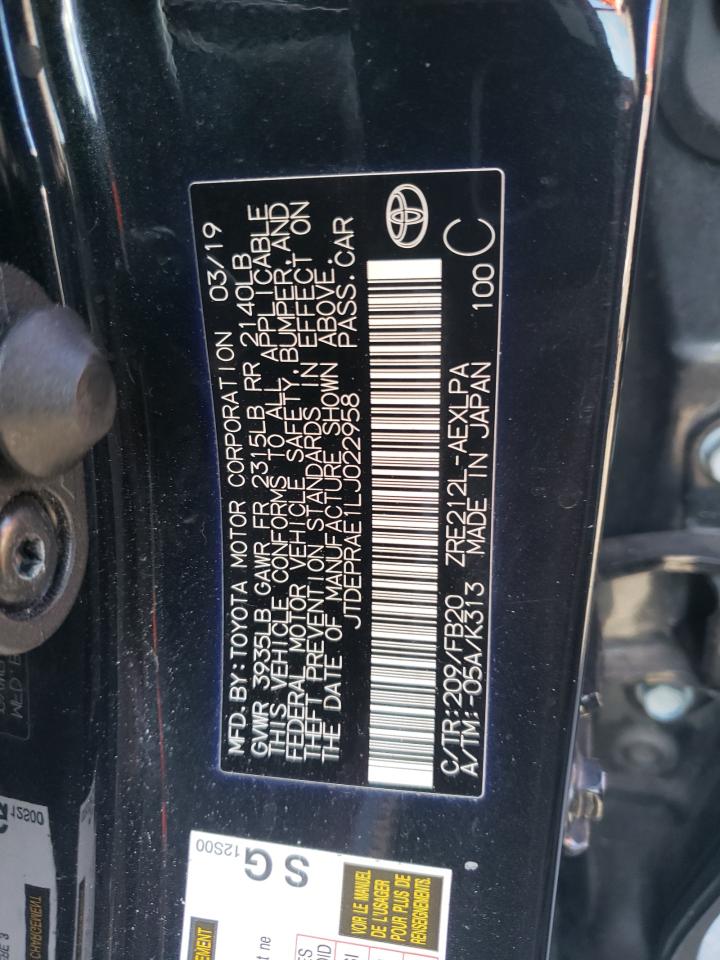 MFD. BY: TOYOTA MOTOR CORPORATION 03/19
GVWR 3935LB GAWR FR 2315LB RR 2140LB
THIS VEHICLE CONFORMS TO ALL APPLICABLE
FEDERAL MOTOR VEHICLE SAFETY, BUMPER, AND
THEFT PREVENTION STANDARDS IN EFFECT ON
THE DATE OF MANUFACTURE SHOWN ABOVE.
JTDEPRAE1LJ022958 PASS. CAR
C/TR: 209/FB20 ZRE212L-AEXLPA
A/TM: -05A/K313 MADE IN JAPAN 100 C
S G
12S00
VOIR LE MANUEL
DE L'USAGER
POUR PLUS DE
RENSEIGNEMENTS.
12S00
CHARGEMENT